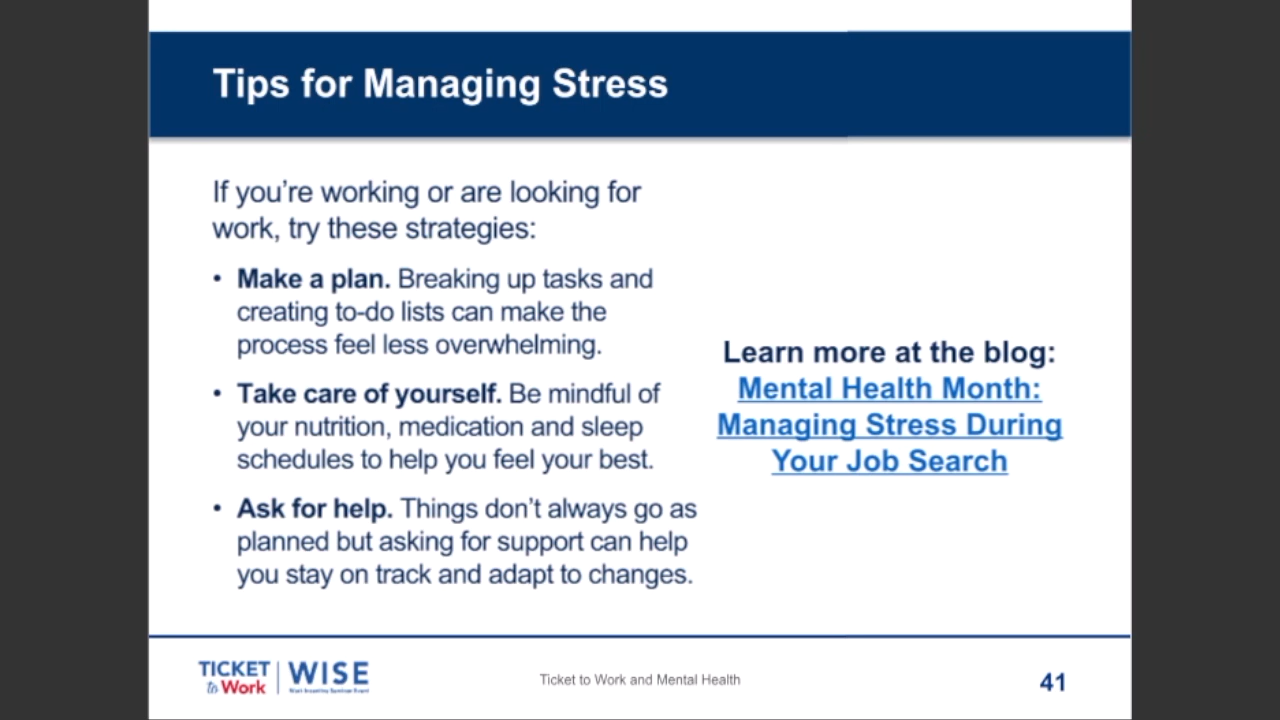 Tips for Managing Stress
If you’re working or are looking for
work, try these strategies:
• Make a plan. Breaking up tasks and
creating to-do lists can make the
process feel less overwhelming.
• Take care of yourself. Be mindful of
your nutrition, medication and sleep
schedules to help you feel your best.
• Ask for help. Things don’t always go as
planned but asking for support can help
you stay on track and adapt to changes.
Learn more at the blog:
Mental Health Month:
Managing Stress During
Your Job Search
TICKET
to Work
WISE
Work Incentive Seminar Event
Ticket to Work and Mental Health
41